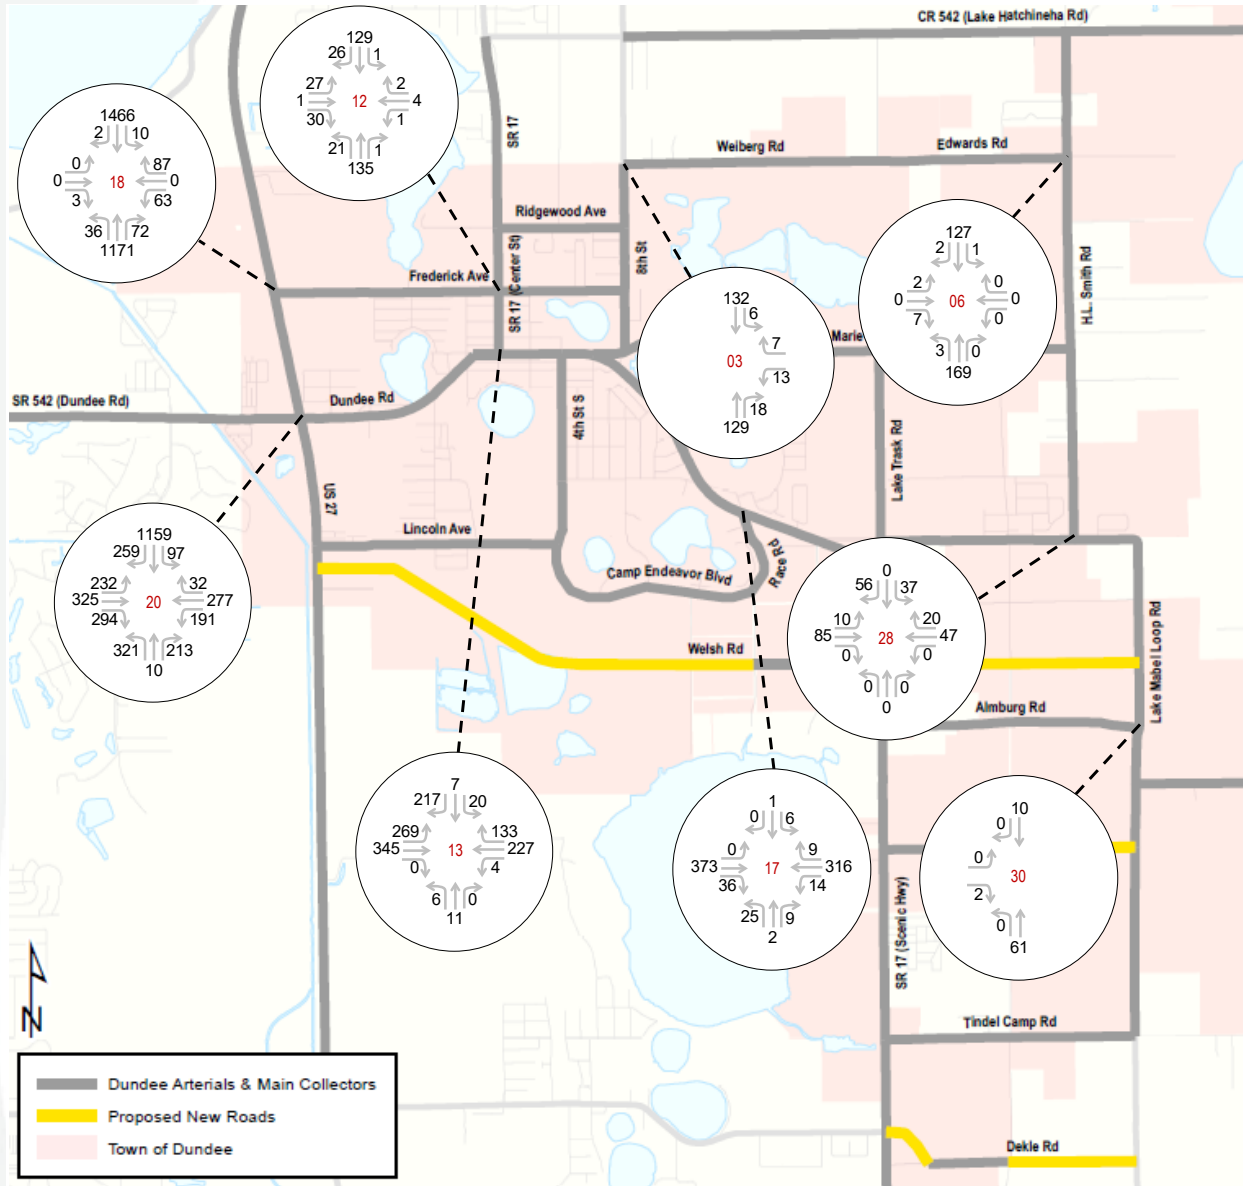 CR 542 (Lake Hatchineha Rd)
129
26 1
27 2
1 12 4
30 1
21 1
135
SR 17
1466
2 10
0 87
0 18 0
3 63
36 72
1171
Weiberg Rd
Edwards Rd
Ridgewood Ave
8th St
SR 17 (Center St)
Frederick Ave
H.L. Smith Rd
127
2 1
2 0
0 06 0
7 0
3 0
169
132
6
7
03
13
18
129
Marie
SR 542 (Dundee Rd)
Dundee Rd
4th St S
Lake Trask Rd
US 27
Lincoln Ave
Camp Endeavor Blvd
Race Rd
1159
259 97
232 32
325 20 277
294 191
321 213
10
0
56 37
10 20
85 28 47
0 0
0 0
0
Welsh Rd
Lake Mabel Loop Rd
Almburg Rd
7
217 20
269 133
345 13 227
0 4
6 0
11
1
0 6
0 9
373 17 316
36 14
25 9
2
10
0
0
30
2
0
61
SR 17 (Scenic Hwy)
Tindel Camp Rd
Dekle Rd
N
Dundee Arterials & Main Collectors
Proposed New Roads
Town of Dundee